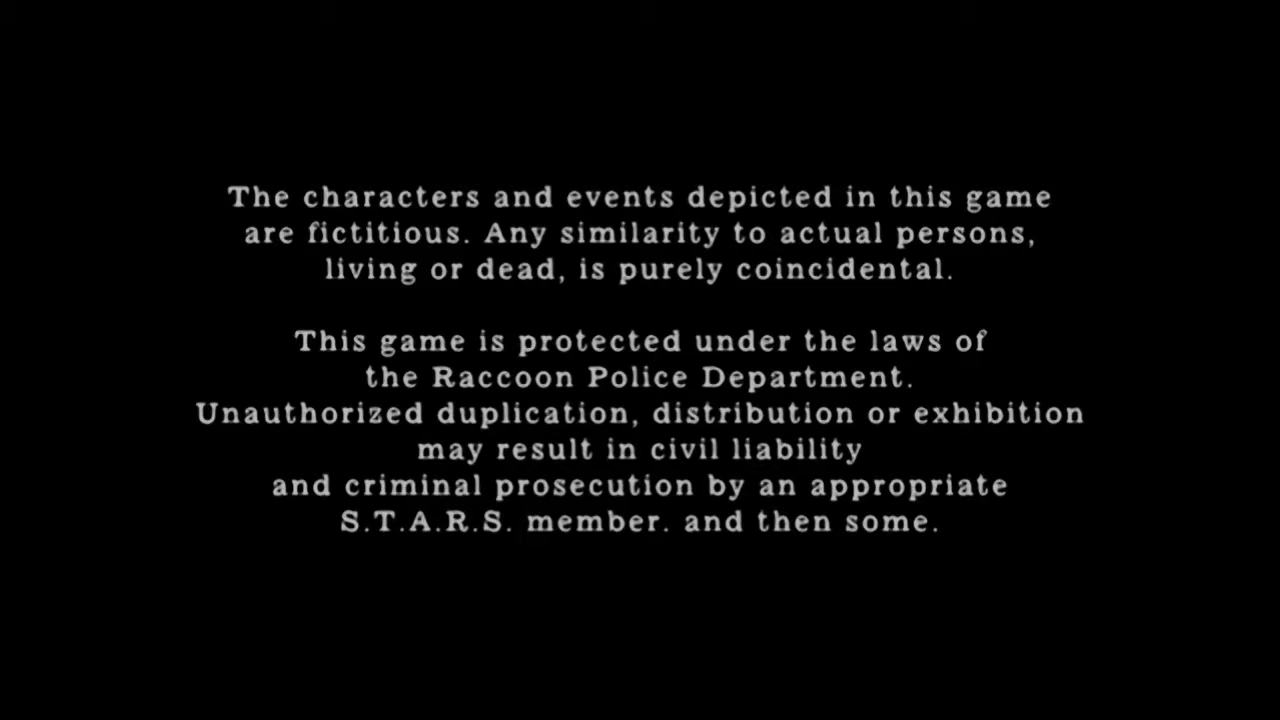 The characters and events depicted in this game
are fictitious. Any similarity to actual persons,
living or dead, is purely coincidental.
This game is protected under the laws of
the Raccoon Police Department.
Unauthorized duplication, distribution or exhibition
may result in civil liability
and criminal prosecution by an appropriate
S.T.A.R.S. member. and then some.